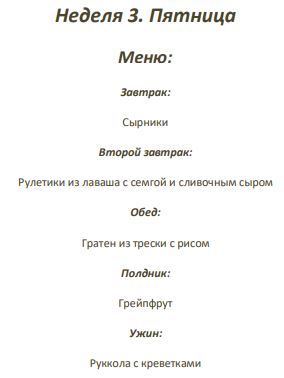 Неделя 3. Пятница
Меню:
Завтрак:
Сырники
Второй завтрак:
Рулетики из лаваша с семгой и сливочным сыром
Обед:
Гратен из трески с рисом
Полдник:
Грейпфрут
Ужин:
Руккола с креветками